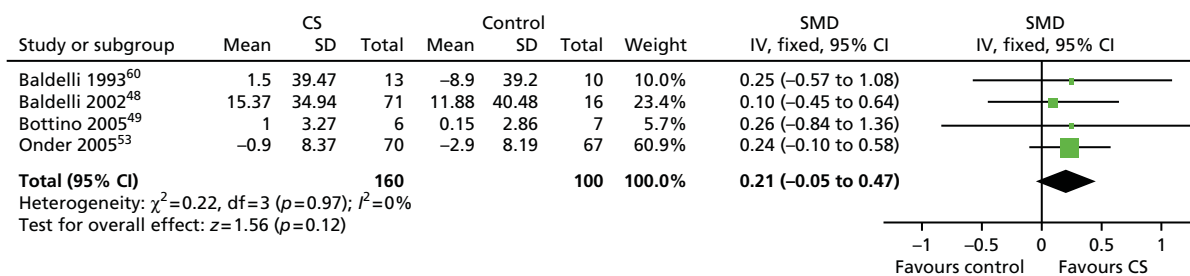 CS Control SMD SMD
Study or subgroup Mean SD Total Mean SD Total Weight IV, fixed, 95% CI IV, fixed, 95% CI
Baldelli 1993⁶⁰ 1.5 39.47 13 –8.9 39.2 10 10.0% 0.25 (–0.57 to 1.08)
Baldelli 2002⁴⁸ 15.37 34.94 71 11.88 40.48 16 23.4% 0.10 (–0.45 to 0.64)
Bottino 2005⁴⁹ 1 3.27 6 0.15 2.86 7 5.7% 0.26 (–0.84 to 1.36)
Onder 2005⁵³ –0.9 8.37 70 –2.9 8.19 67 60.9% 0.24 (–0.10 to 0.58)
Total (95% CI) 160 100 100.0% 0.21 (–0.05 to 0.47)
Heterogeneity: χ²=0.22, df=3 (p=0.97); I²=0%
Test for overall effect: z=1.56 (p=0.12)
–1 –0.5 0 0.5 1
Favours control Favours CS